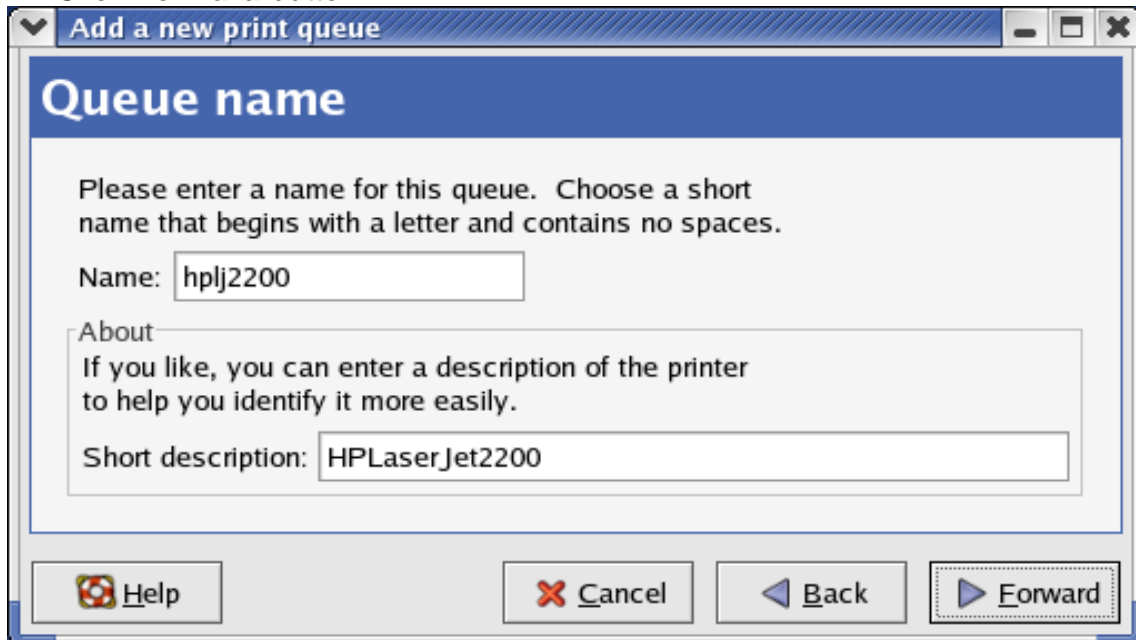 Add a new print queue
Queue name
Please enter a name for this queue. Choose a short
name that begins with a letter and contains no spaces.
Name: hplj2200
About
If you like, you can enter a description of the printer
to help you identify it more easily.
Short description: HPLaserJet2200
Help Cancel Back Forward